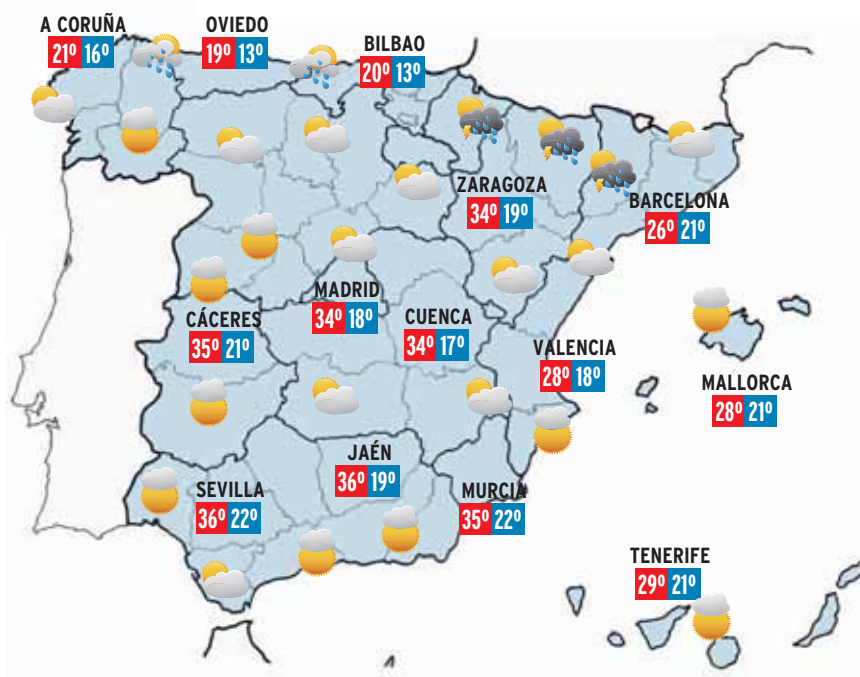 A CORUÑA
21º 16º
OVIEDO
19º 13º
BILBAO
20º 13º
ZARAGOZA
34º 19º
BARCELONA
26º 21º
MADRID
34º 18º
CÁCERES
35º 21º
CUENCA
34º 17º
VALENCIA
28º 18º
MALLORCA
28º 21º
JAÉN
36º 19º
SEVILLA
36º 22º
MURCIA
35º 22º
TENERIFE
29º 21º